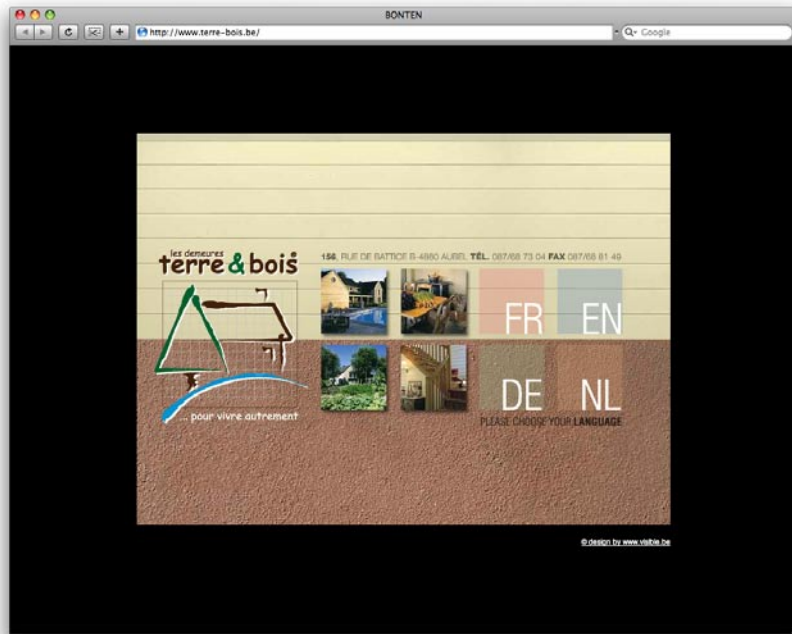 BONTEN
http://www.terre-bois.be/
Google
les demeures
terre & bois
156, RUE DE BATTICE B-4880 AUBEL TÉL. 087/68 73 04 FAX 087/68 81 49
FR EN
DE NL
... pour vivre autrement
PLEASE CHOOSE YOUR LANGUAGE
© design by www.visible.be